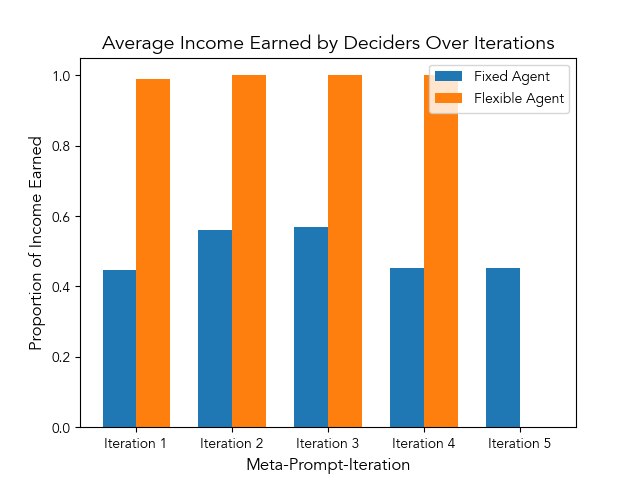 Average Income Earned by Deciders Over Iterations
Fixed Agent
Flexible Agent
Proportion of Income Earned
1.0
0.8
0.6
0.4
0.2
0.0
Iteration 1
Iteration 2
Iteration 3
Iteration 4
Iteration 5
Meta-Prompt-Iteration